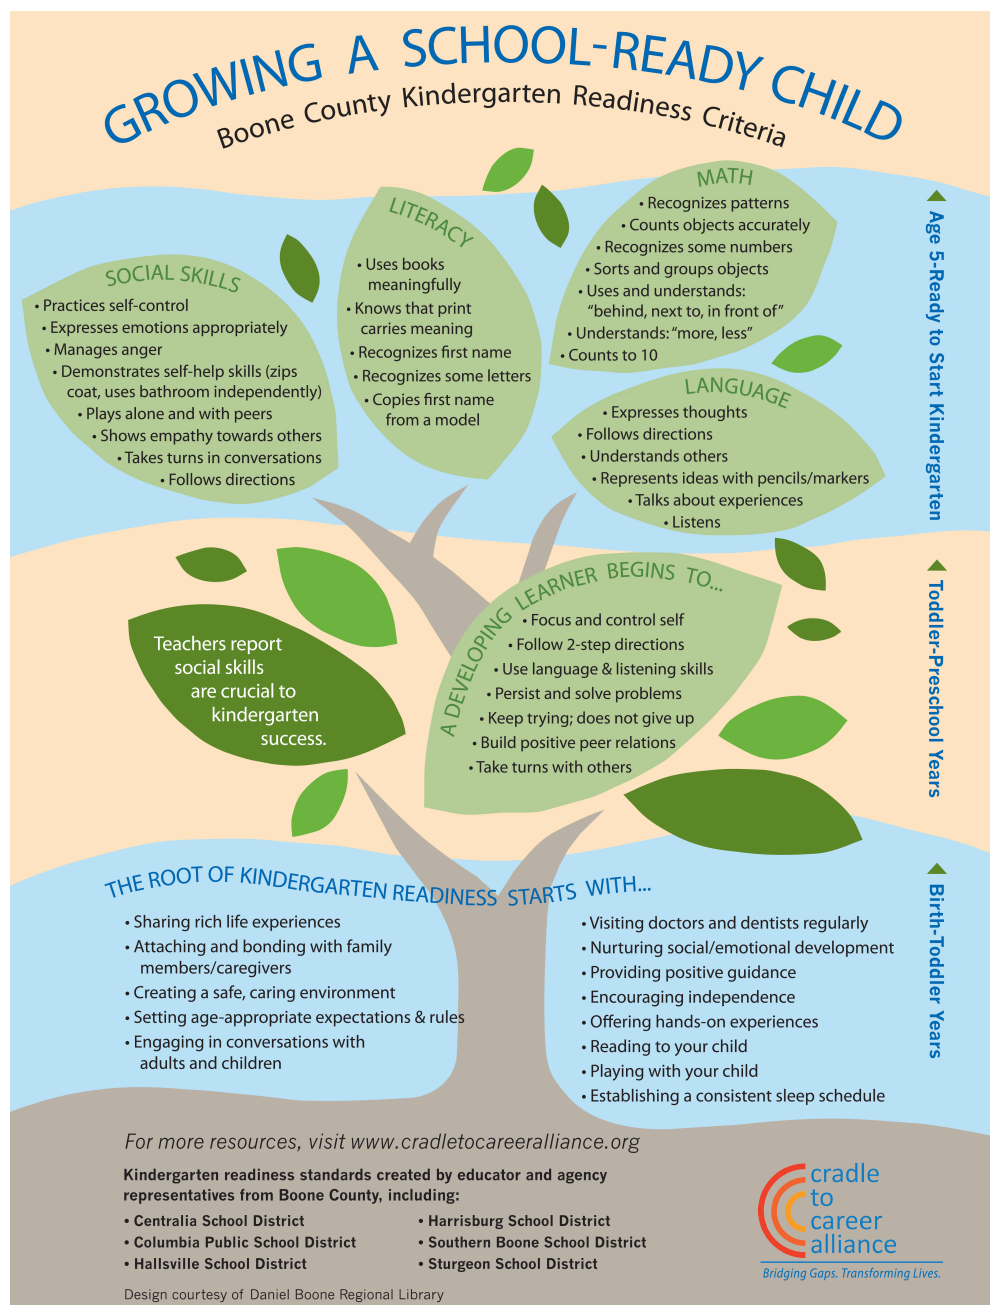 GROWING A SCHOOL-READY CHILD
Boone County Kindergarten Readiness Criteria
SOCIAL SKILLS
• Practices self-control
• Expresses emotions appropriately
• Manages anger
• Demonstrates self-help skills (zips
coat, uses bathroom independently)
• Plays alone and with peers
• Shows empathy towards others
• Takes turns in conversations
• Follows directions
LITERACY
• Uses books
meaningfully
• Knows that print
carries meaning
• Recognizes first name
• Recognizes some letters
• Copies first name
from a model
MATH
• Recognizes patterns
• Counts objects accurately
• Recognizes some numbers
• Sorts and groups objects
• Uses and understands:
“behind, next to, in front of”
• Understands: “more, less”
• Counts to 10
LANGUAGE
• Expresses thoughts
• Follows directions
• Understands others
• Represents ideas with pencils/markers
• Talks about experiences
• Listens
Age 5-Ready to Start Kindergarten
Teachers report
social skills
are crucial to
kindergarten
success.
A DEVELOPING LEARNER BEGINS TO...
• Focus and control self
• Follow 2-step directions
• Use language & listening skills
• Persist and solve problems
• Keep trying; does not give up
• Build positive peer relations
• Take turns with others
Toddler-Preschool Years
THE ROOT OF KINDERGARTEN READINESS STARTS WITH...
• Sharing rich life experiences
• Attaching and bonding with family
members/caregivers
• Creating a safe, caring environment
• Setting age-appropriate expectations & rules
• Engaging in conversations with
adults and children
• Visiting doctors and dentists regularly
• Nurturing social/emotional development
• Providing positive guidance
• Encouraging independence
• Offering hands-on experiences
• Reading to your child
• Playing with your child
• Establishing a consistent sleep schedule
Birth-Toddler Years
For more resources, visit www.cradletocareeralliance.org
Kindergarten readiness standards created by educator and agency
representatives from Boone County, including:
• Centralia School District
• Columbia Public School District
• Hallsville School District
• Harrisburg School District
• Southern Boone School District
• Sturgeon School District
Design courtesy of Daniel Boone Regional Library
cradle
to
career
alliance
Bridging Gaps. Transforming Lives.